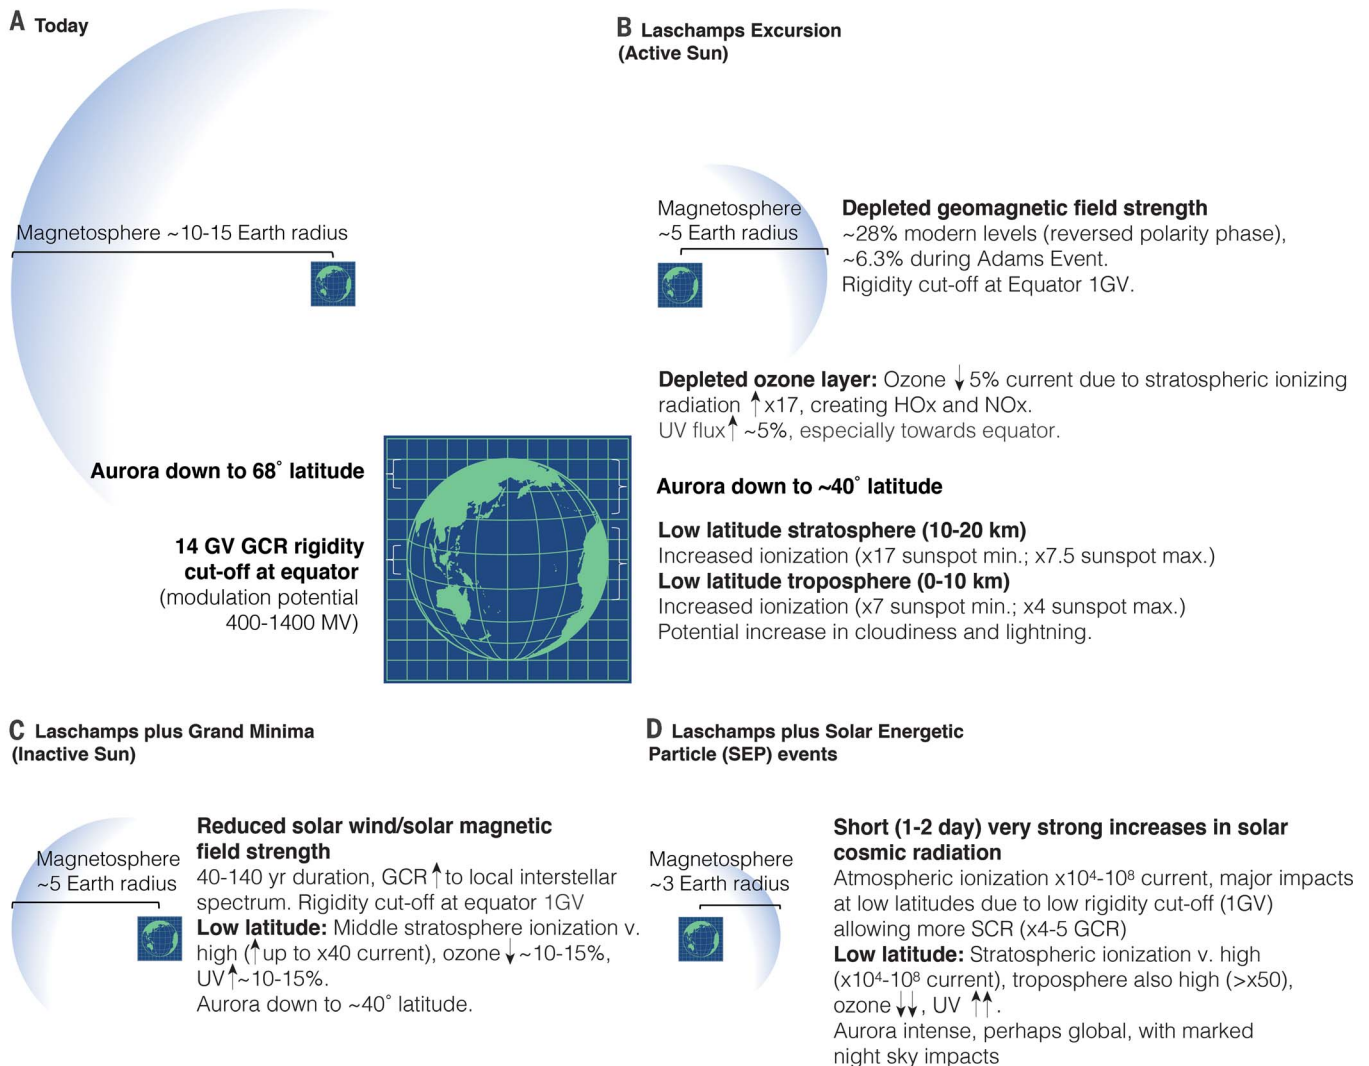 A Today
Magnetosphere ~10-15 Earth radius
Aurora down to 68° latitude
14 GV GCR rigidity
cut-off at equator
(modulation potential
400-1400 MV)
B Laschamps Excursion
(Active Sun)
Magnetosphere
~5 Earth radius
Depleted geomagnetic field strength
~28% modern levels (reversed polarity phase),
~6.3% during Adams Event.
Rigidity cut-off at Equator 1GV.
Depleted ozone layer: Ozone ↓ 5% current due to stratospheric ionizing
radiation ↑ x17, creating HOx and NOx.
UV flux ↑ ~5%, especially towards equator.
Aurora down to ~40° latitude
Low latitude stratosphere (10-20 km)
Increased ionization (x17 sunspot min.; x7.5 sunspot max.)
Low latitude troposphere (0-10 km)
Increased ionization (x7 sunspot min.; x4 sunspot max.)
Potential increase in cloudiness and lightning.
C Laschamps plus Grand Minima
(Inactive Sun)
Magnetosphere
~5 Earth radius
Reduced solar wind/solar magnetic
field strength
40-140 yr duration, GCR ↑ to local interstellar
spectrum. Rigidity cut-off at equator 1GV
Low latitude: Middle stratosphere ionization v.
high (↑ up to x40 current), ozone ↓ ~10-15%,
UV ↑ ~10-15%.
Aurora down to ~40° latitude.
D Laschamps plus Solar Energetic
Particle (SEP) events
Magnetosphere
~3 Earth radius
Short (1-2 day) very strong increases in solar
cosmic radiation
Atmospheric ionization x10⁴-10⁸ current, major impacts
at low latitudes due to low rigidity cut-off (1GV)
allowing more SCR (x4-5 GCR)
Low latitude: Stratospheric ionization v. high
(x10⁴-10⁸ current), troposphere also high (>x50),
ozone ↓↓, UV ↑↑.
Aurora intense, perhaps global, with marked
night sky impacts